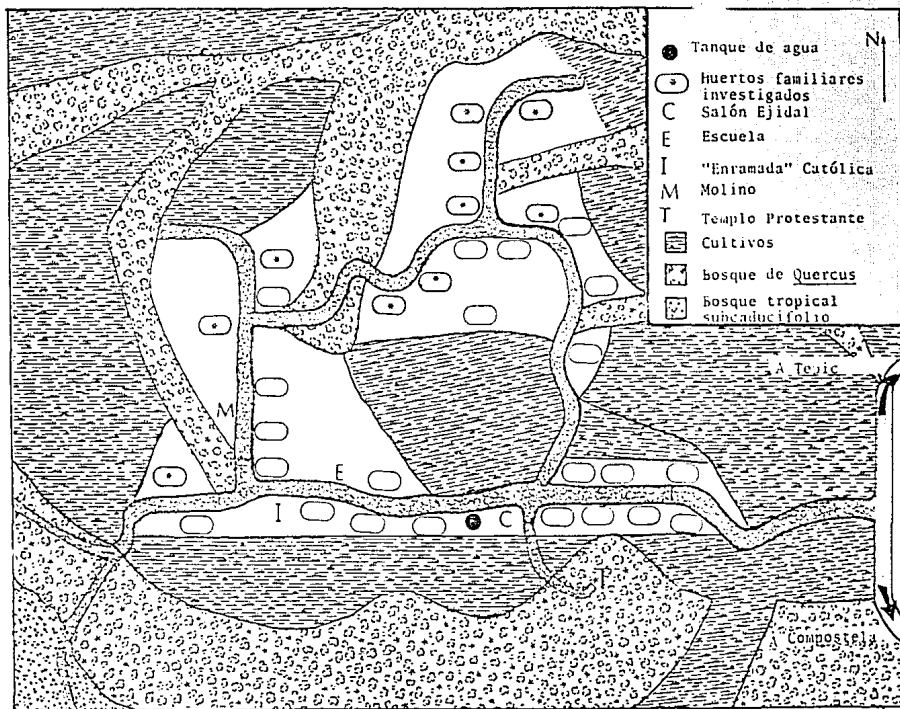 N
Tanque de agua
Huertos familiares
investigados
C Salón Ejidal
E Escuela
I "Enramada" Católica
M Molino
T Templo Protestante
Cultivos
Bosque de Quercus
Bosque tropical
subcaducifolio
A Tepic
M
E
I
C
T
A Compostela